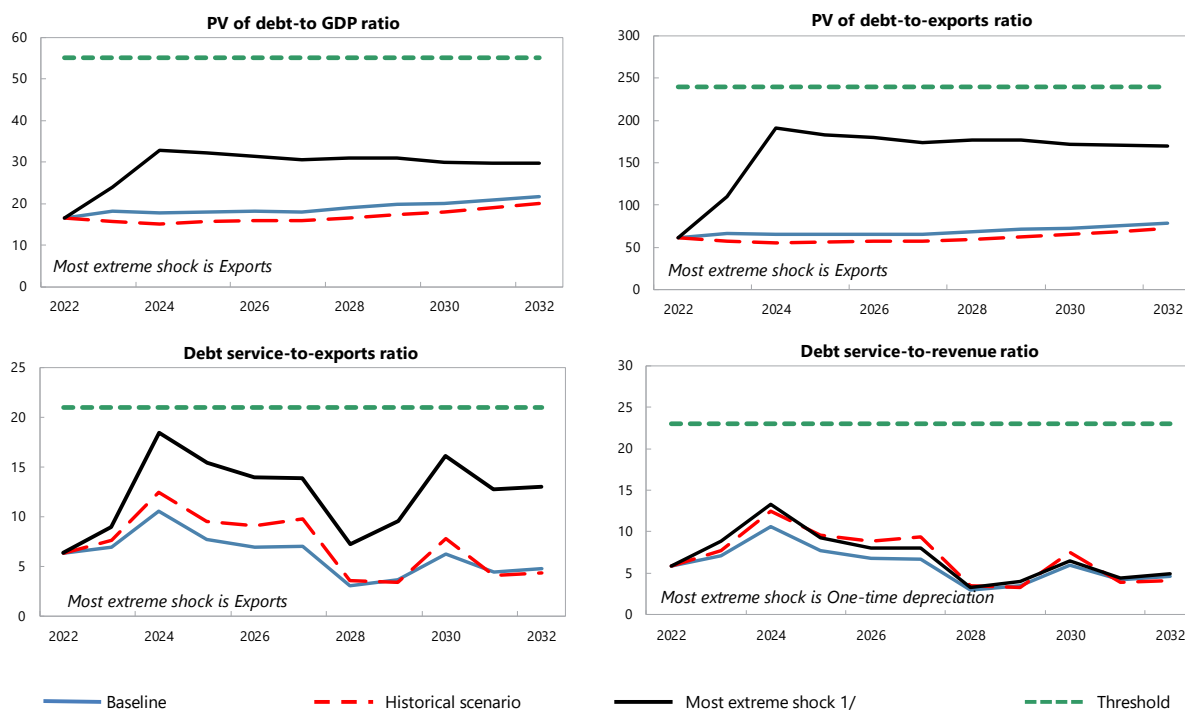 PV of debt-to GDP ratio
60
50
40
30
20
10
0
Most extreme shock is Exports
2022 2024 2026 2028 2030 2032
PV of debt-to-exports ratio
300
250
200
150
100
50
0
Most extreme shock is Exports
2022 2024 2026 2028 2030 2032
Debt service-to-exports ratio
25
20
15
10
5
0
Most extreme shock is Exports
2022 2024 2026 2028 2030 2032
Debt service-to-revenue ratio
30
25
20
15
10
5
0
Most extreme shock is One-time depreciation
2022 2024 2026 2028 2030 2032
Baseline Historical scenario Most extreme shock 1/ Threshold